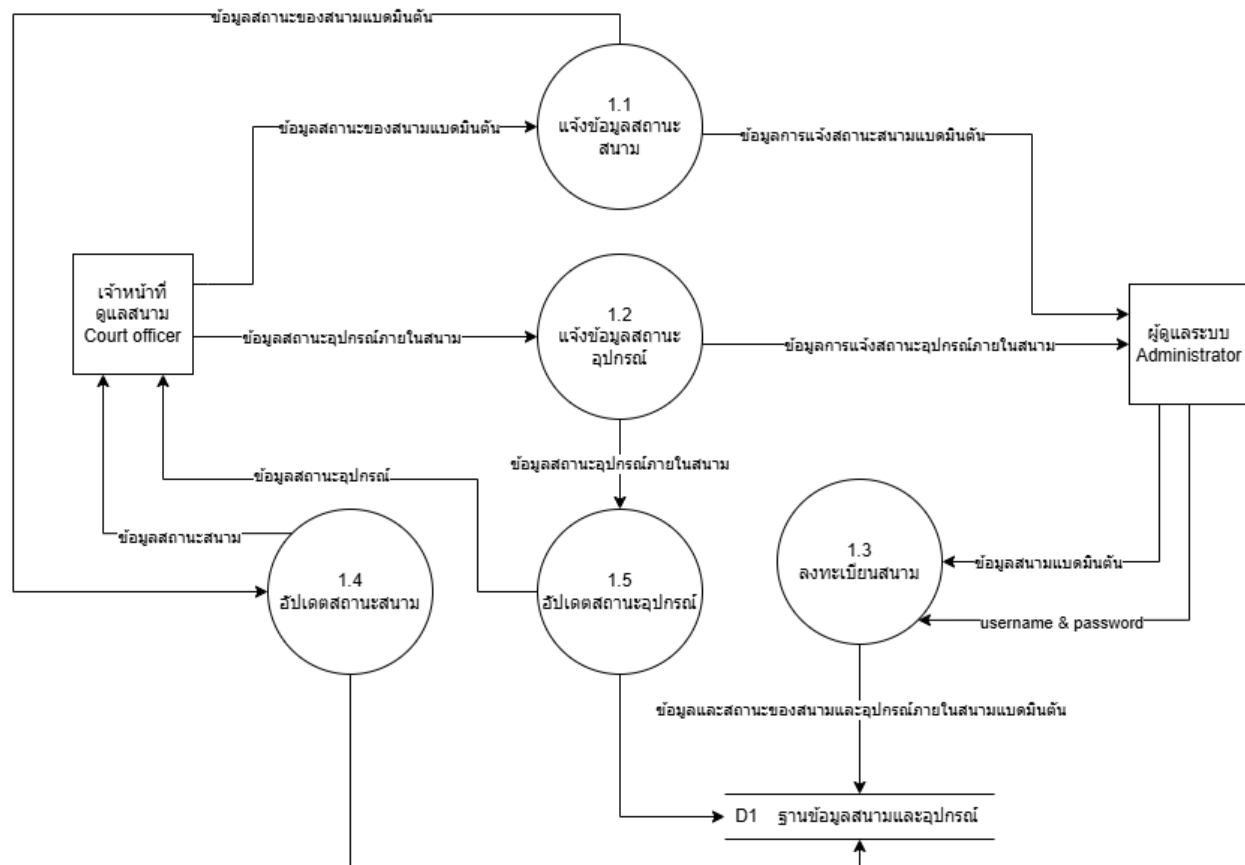 ข้อมูลสถานะของสนามแบดมินตัน
1.1
แจ้งข้อมูลสถานะ
สนาม
ข้อมูลสถานะของสนามแบดมินตัน
ข้อมูลการแจ้งสถานะสนามแบดมินตัน
เจ้าหน้าที่
ดูแลสนาม
Court officer
1.2
แจ้งข้อมูลสถานะ
อุปกรณ์
ข้อมูลสถานะอุปกรณ์ภายในสนาม
ข้อมูลการแจ้งสถานะอุปกรณ์ภายในสนาม
ผู้ดูแลระบบ
Administrator
ข้อมูลสถานะอุปกรณ์ภายในสนาม
ข้อมูลสถานะอุปกรณ์
ข้อมูลสถานะสนาม
1.4
อัปเดตสถานะสนาม
1.5
อัปเดตสถานะอุปกรณ์
1.3
ลงทะเบียนสนาม
ข้อมูลสนามแบดมินตัน
username & password
ข้อมูลและสถานะของสนามและอุปกรณ์ภายในสนามแบดมินตัน
D1 ฐานข้อมูลสนามและอุปกรณ์